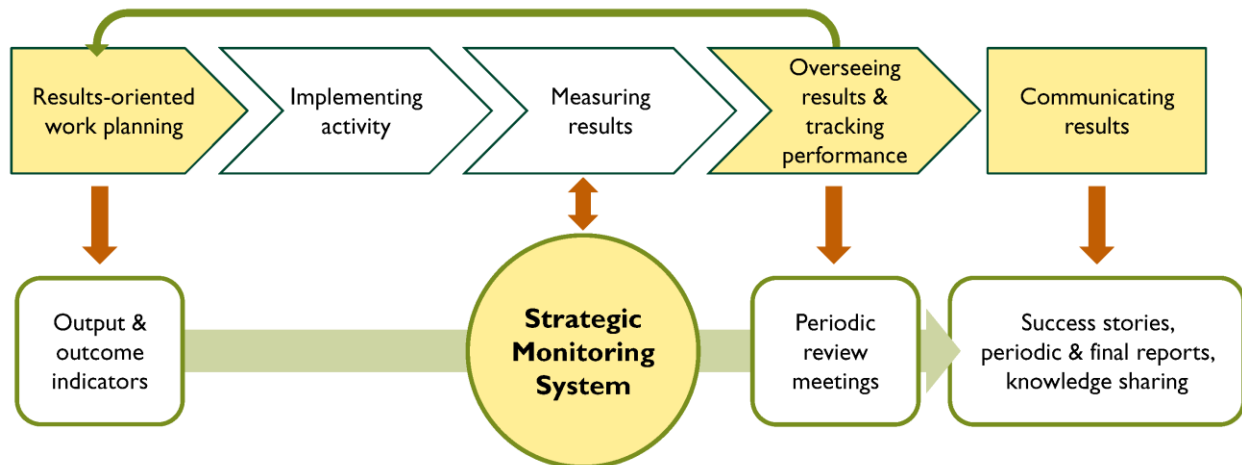 Results-oriented
work planning
Implementing
activity
Measuring
results
Overseeing
results &
tracking
performance
Communicating
results
Output &
outcome
indicators
Strategic
Monitoring
System
Periodic
review
meetings
Success stories,
periodic & final reports,
knowledge sharing